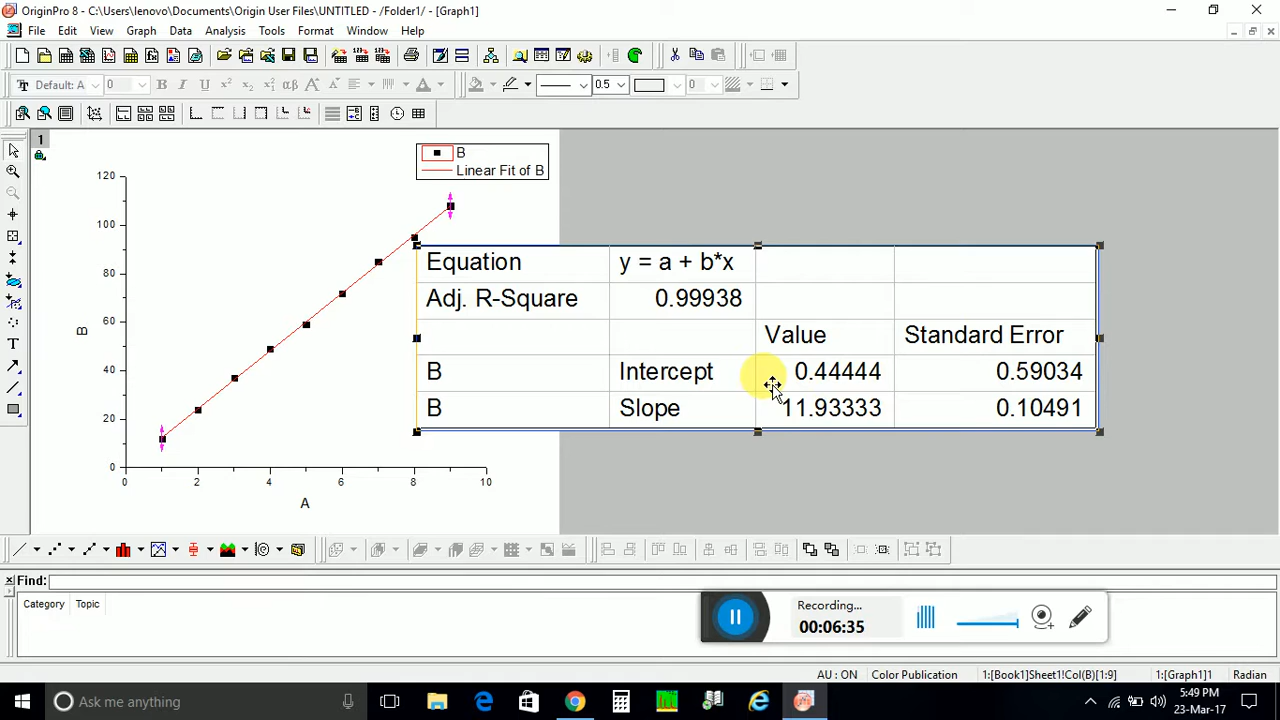 OriginPro 8 - C:\Users\lenovo\Documents\Origin User Files\UNTITLED - /Folder1/ - [Graph1]
File Edit View Graph Data Analysis Tools Format Window Help
Default: A 0 B I U x² x₂ αβ A A A 0.5 0
1
B
Linear Fit of B
120
100
80
60
40
20
0
B
0 2 4 6 8 10
A
Equation y = a + b*x
Adj. R-Square 0.99938
Value Standard Error
B Intercept 0.44444 0.59034
B Slope 11.93333 0.10491
Find:
Category Topic
Recording...
00:06:35
AU : ON Color Publication 1:[Book1]Sheet1!Col(B)[1:9] 1:[Graph1]1 Radian
Ask me anything
5:49 PM
23-Mar-17